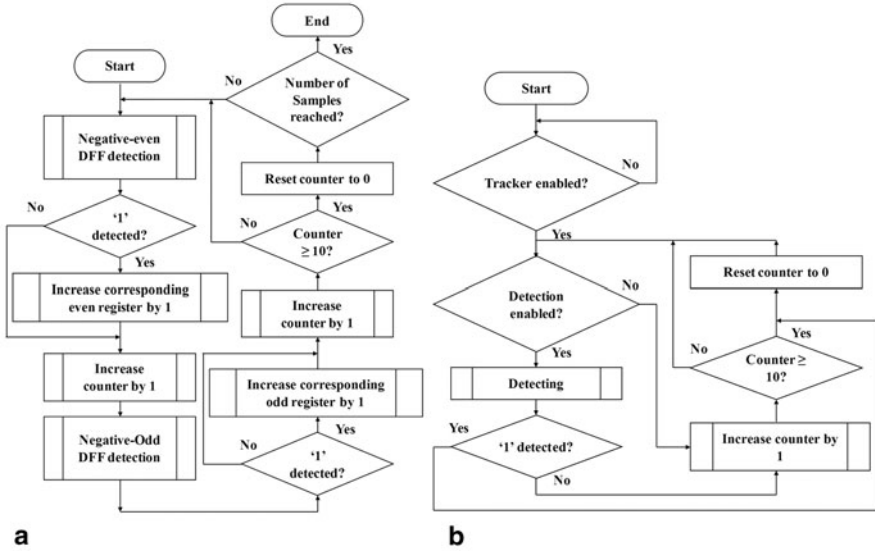 Start
Negative-even
DFF detection
No
‘1’
detected?
Yes
Increase corresponding
even register by 1
Increase
counter by 1
Negative-Odd
DFF detection
End
Yes
No
Number of
Samples
reached?
Reset counter to 0
No
Yes
Counter
≥ 10?
Increase
counter by 1
Increase corresponding
odd register by 1
No
Yes
‘1’
detected?
a
Start
No
Tracker enabled?
Yes
Reset counter to 0
Detection
enabled?
No
Yes
Yes
No
Counter ≥
10?
Detecting
Yes
‘1’ detected?
Increase counter by
1
No
b